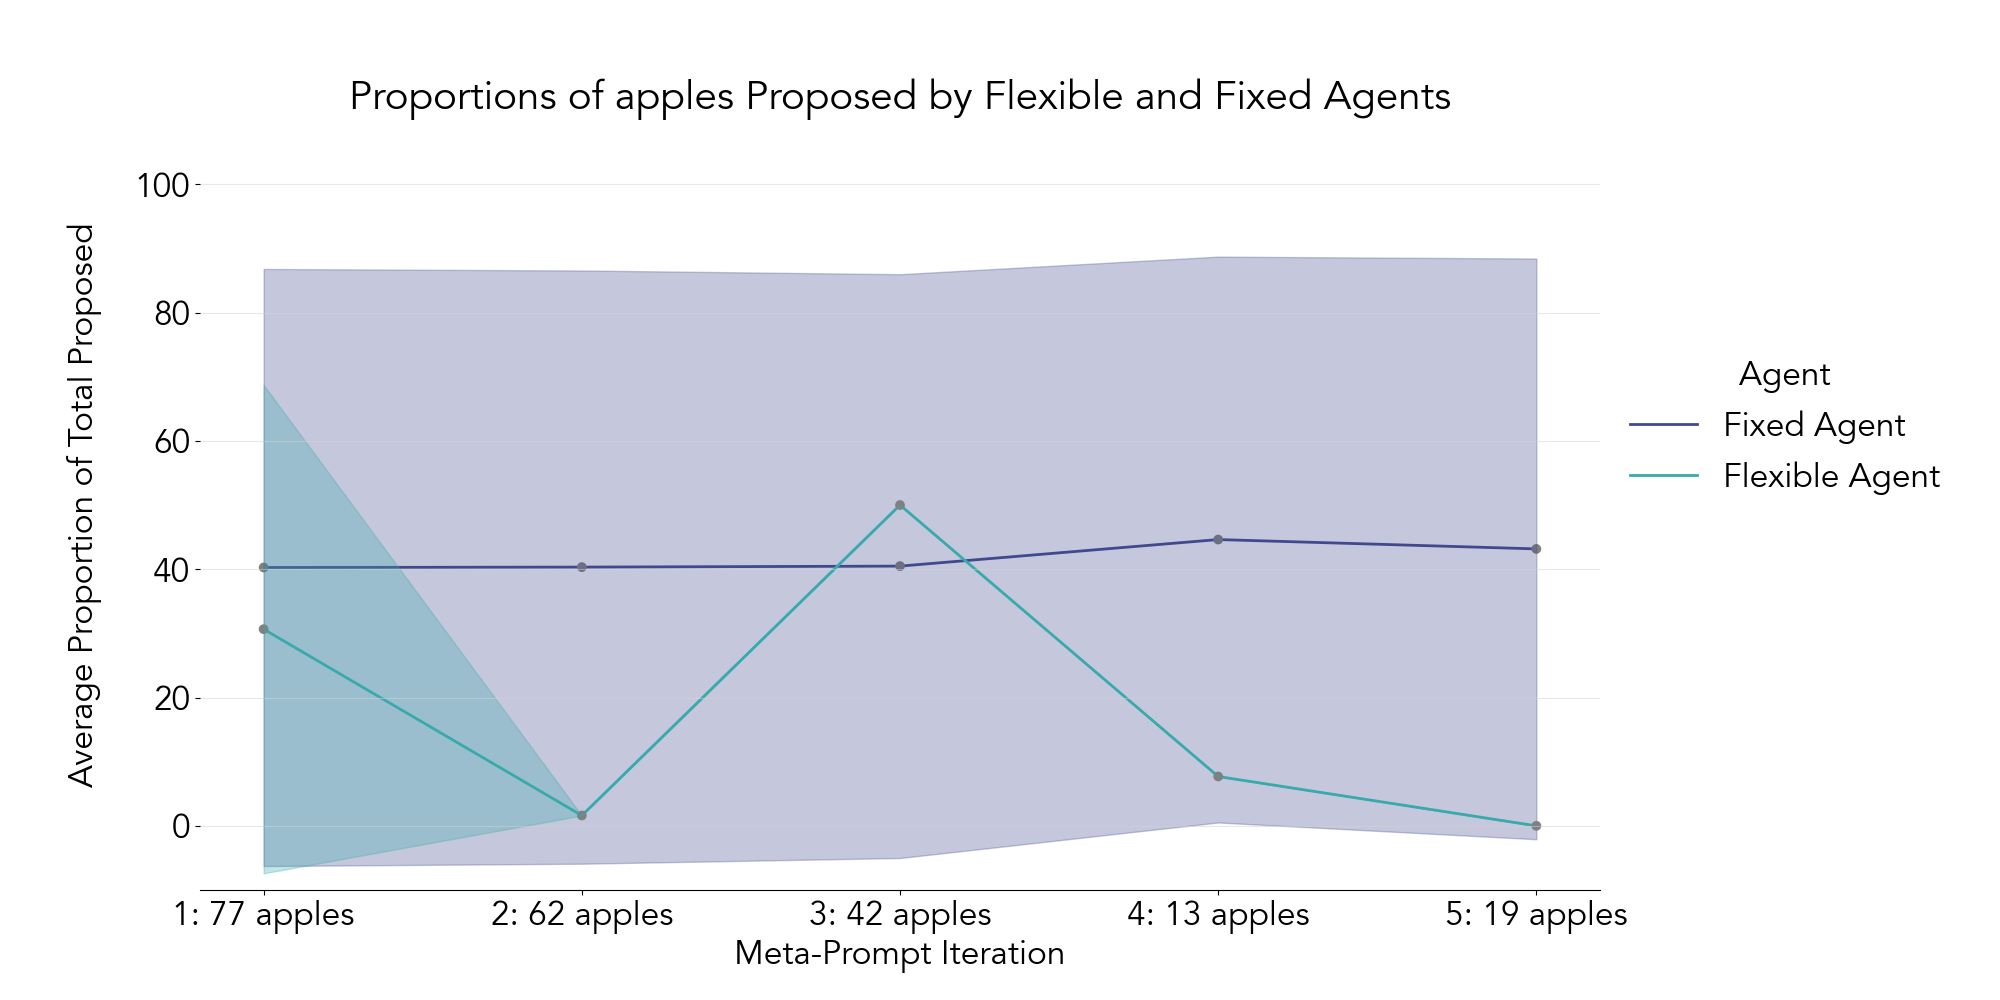 Proportions of apples Proposed by Flexible and Fixed Agents
Average Proportion of Total Proposed
100
80
60
40
20
0
1: 77 apples
2: 62 apples
3: 42 apples
4: 13 apples
5: 19 apples
Meta-Prompt Iteration
Agent
Fixed Agent
Flexible Agent